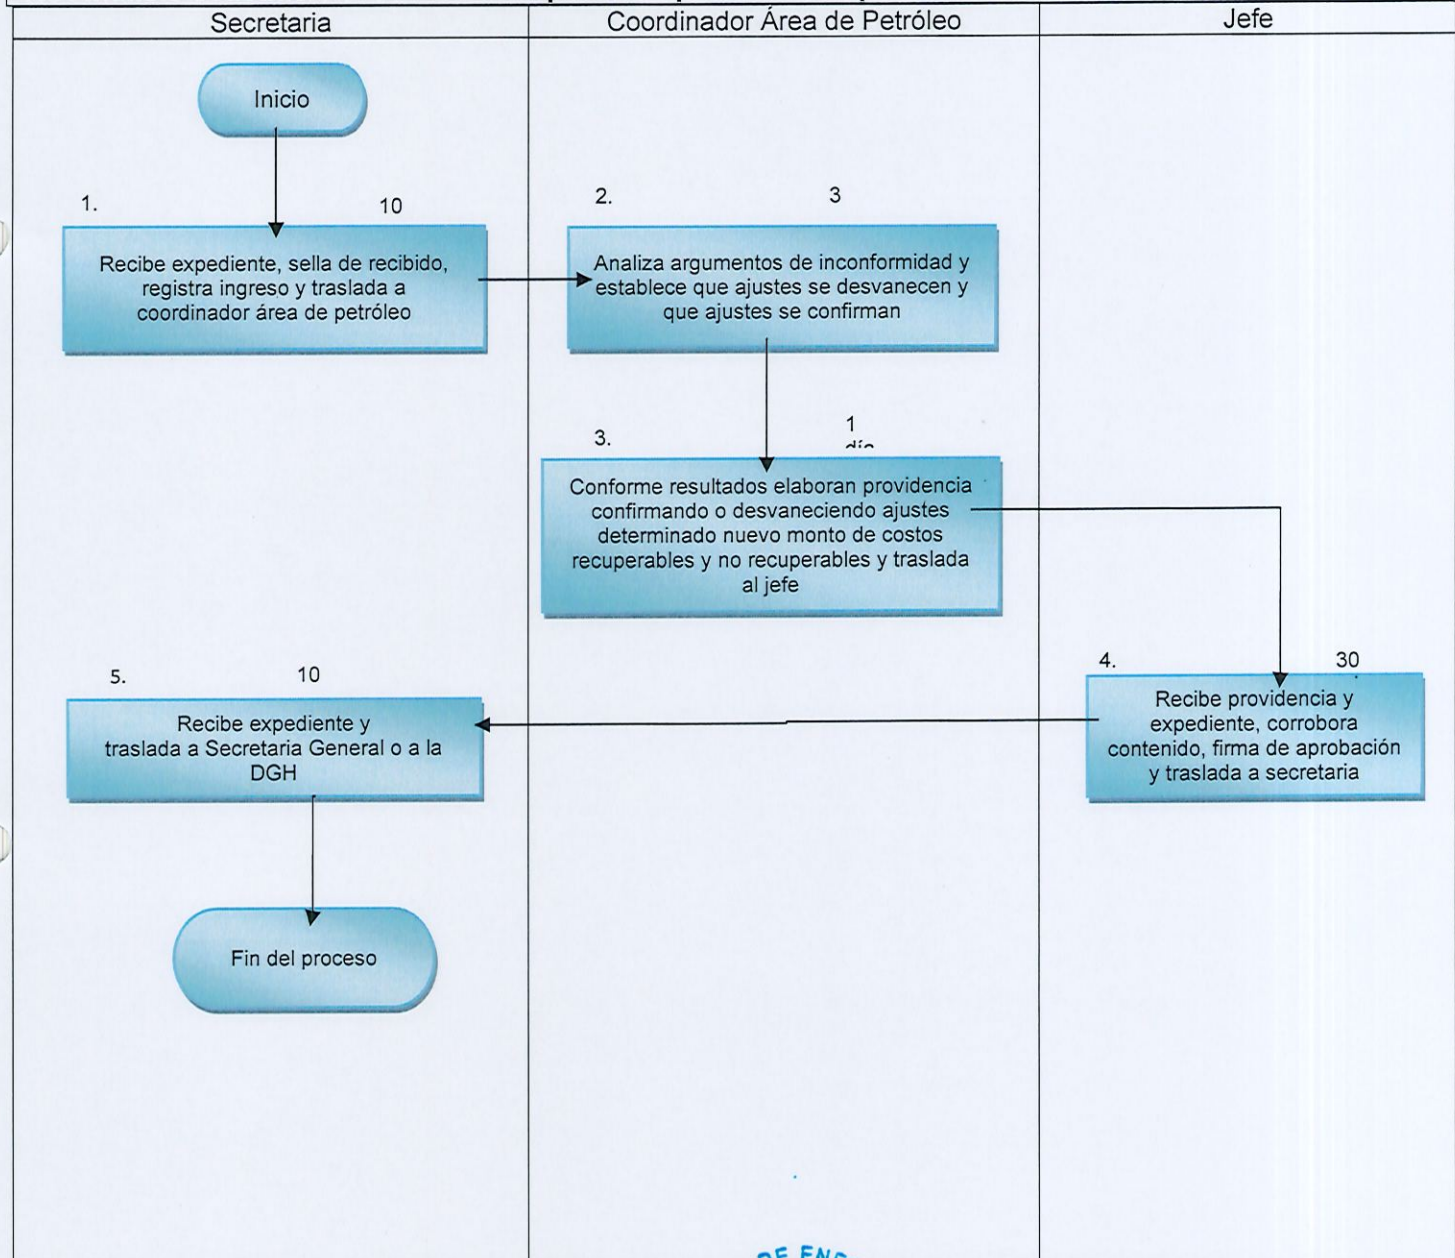 Secretaria
Coordinador Área de Petróleo
Jefe
Inicio
1.
10
Recibe expediente, sella de recibido,
registra ingreso y traslada a
coordinador área de petróleo
2.
3
Analiza argumentos de inconformidad y
establece que ajustes se desvanecen y
que ajustes se confirman
3.
1
día
Conforme resultados elaboran providencia
confirmando o desvaneciendo ajustes
determinado nuevo monto de costos
recuperables y no recuperables y traslada
al jefe
4.
30
Recibe providencia y
expediente, corrobora
contenido, firma de aprobación
y traslada a secretaria
5.
10
Recibe expediente y
traslada a Secretaria General o a la
DGH
Fin del proceso
DE